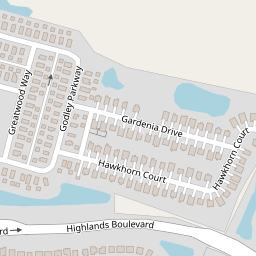 Greatwood Way
Godley Parkway
Gardenia Drive
Hawkhorn Court
Hawkhorn Court
Highlands Boulevard
rd